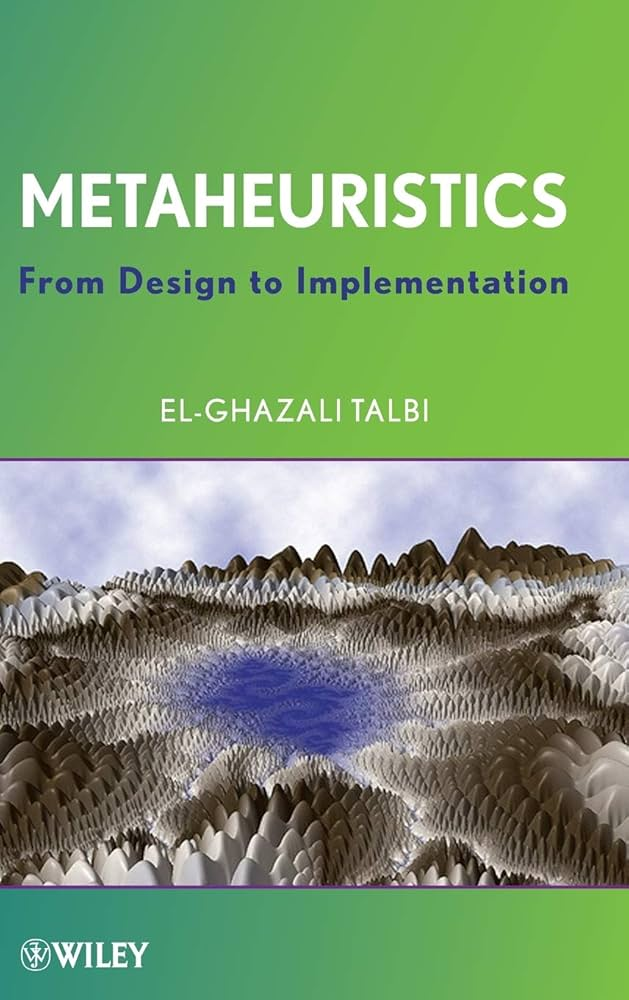 METAHEURISTICS
From Design to Implementation
EL-GHAZALI TALBI
WILEY